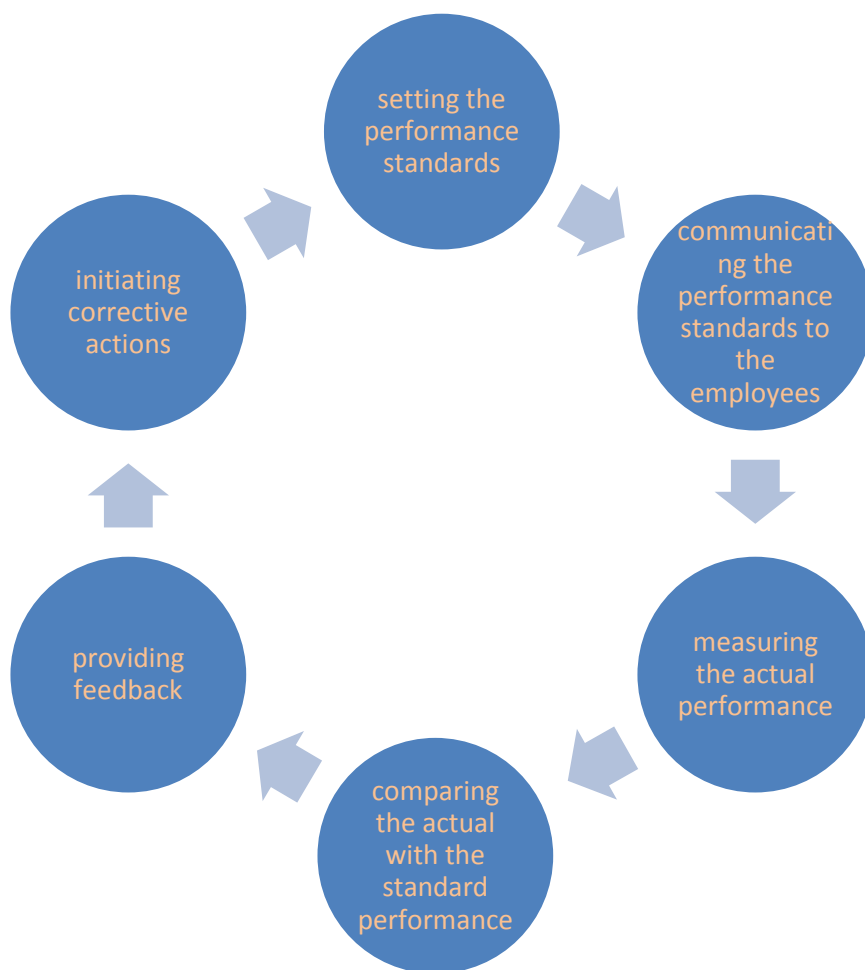 setting the
performance
standards
communicati
ng the
performance
standards to
the
employees
measuring
the actual
performance
comparing
the actual
with the
standard
performance
providing
feedback
initiating
corrective
actions